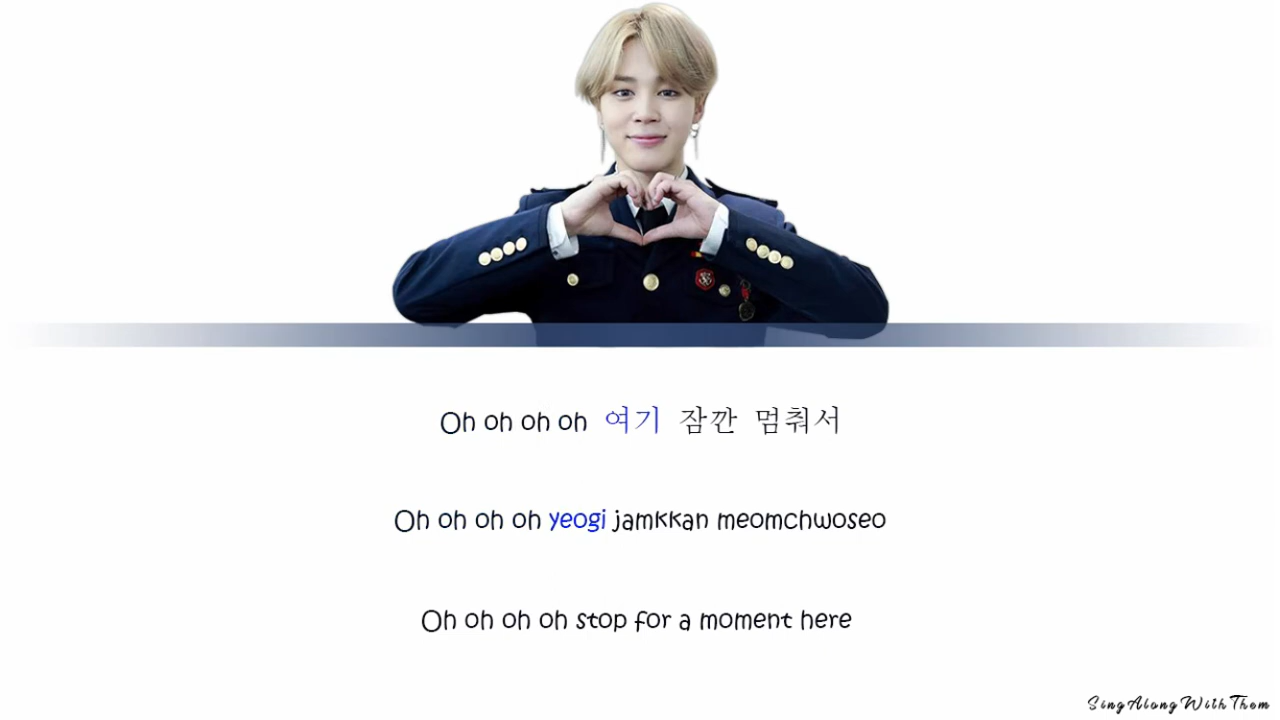 Oh oh oh oh 여기 잠깐 멈춰서
Oh oh oh oh yeogi jamkkan meomchwoseo
Oh oh oh oh stop for a moment here
SingAlongWithThem